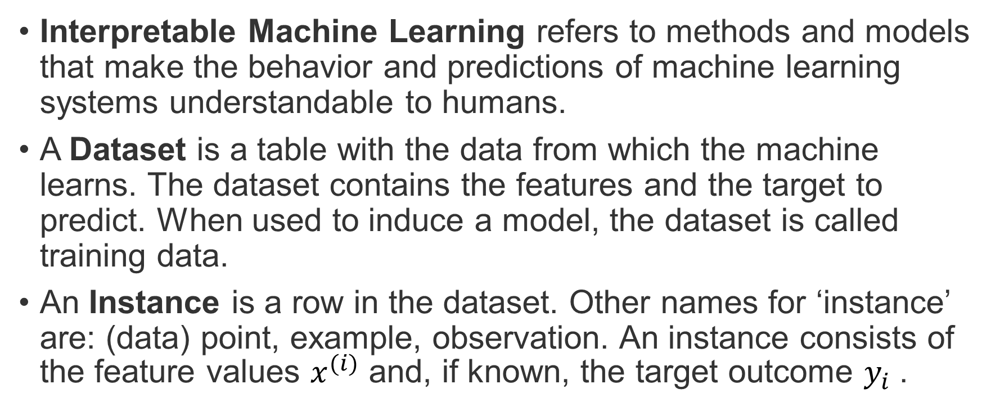 • Interpretable Machine Learning refers to methods and models
that make the behavior and predictions of machine learning
systems understandable to humans.
• A Dataset is a table with the data from which the machine
learns. The dataset contains the features and the target to
predict. When used to induce a model, the dataset is called
training data.
• An Instance is a row in the dataset. Other names for ‘instance’
are: (data) point, example, observation. An instance consists of
the feature values x⁽ⁱ⁾ and, if known, the target outcome yᵢ .